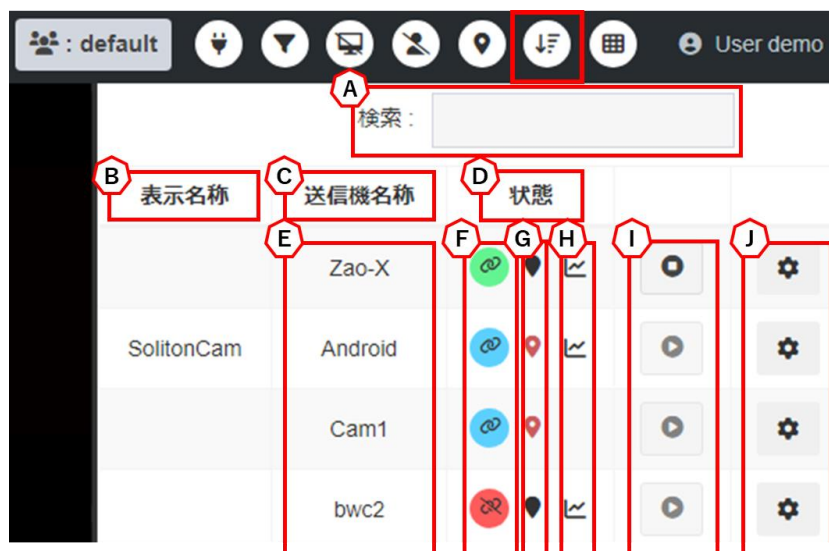 : default
User demo
A
検索 :
B
C
D
表示名称
送信機名称
状態
E
F
G
H
I
J
Zao-X
SolitonCam
Android
Cam1
bwc2